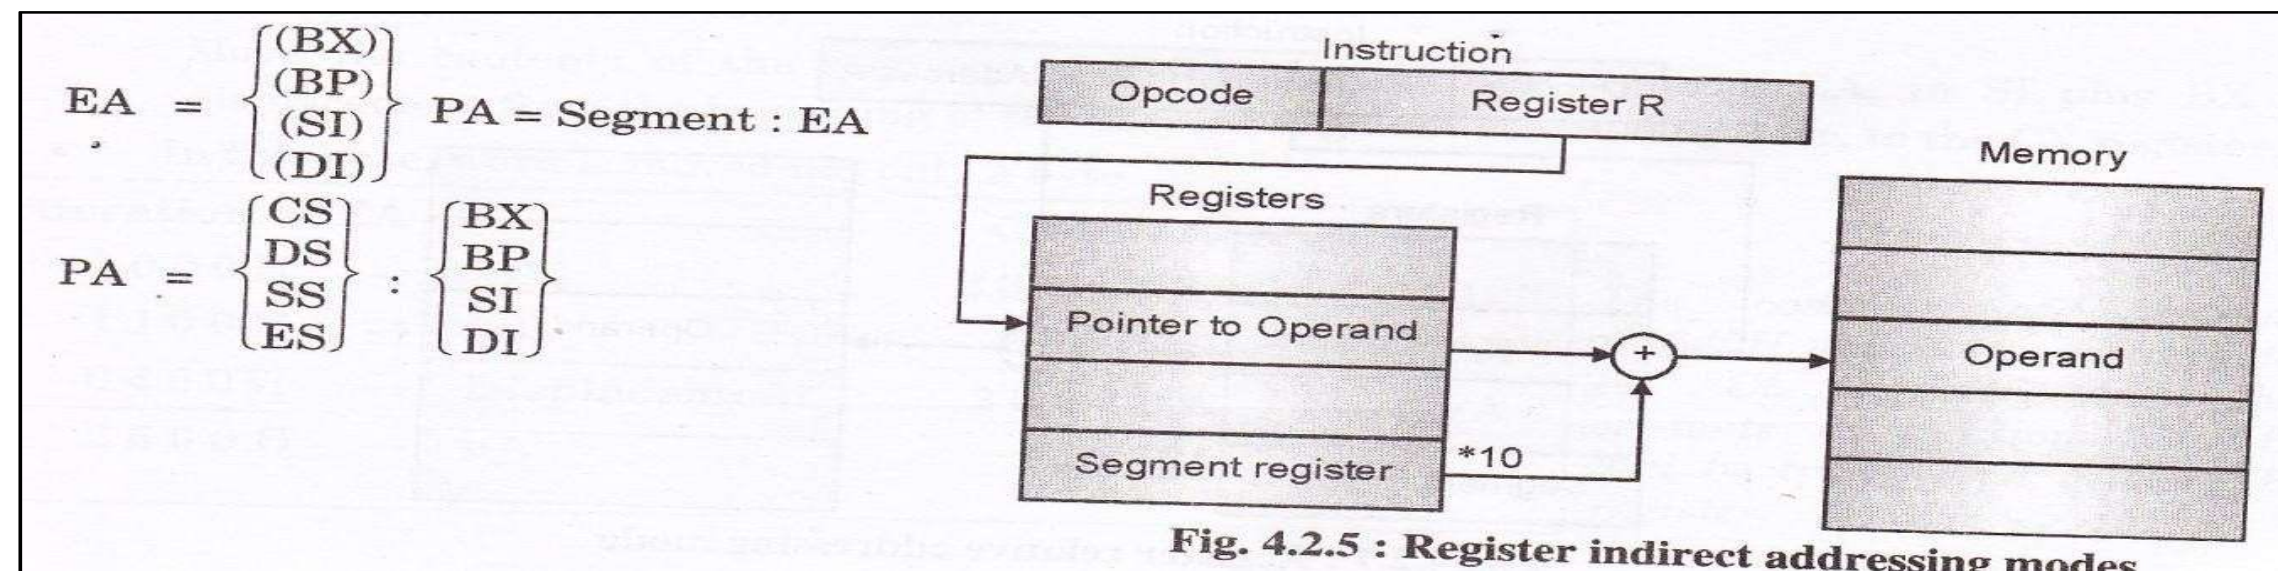 EA = {(BX) (BP) (SI) (DI)} PA = Segment : EA
PA = {CS DS SS ES} : {BX BP SI DI}
Instruction
Opcode Register R
Registers
Pointer to Operand
Segment register
*10
+
Memory
Operand
Fig. 4.2.5 : Register indirect addressing modes